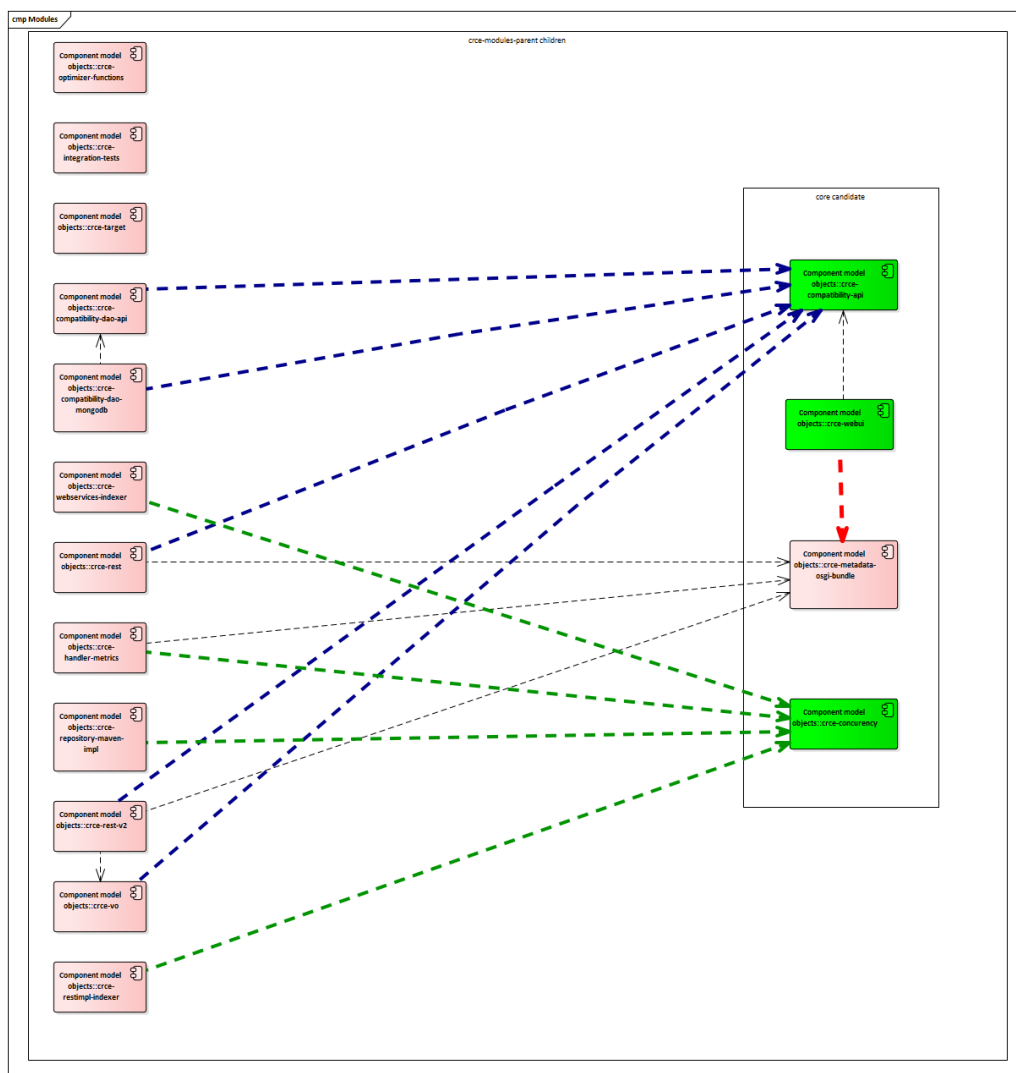 cmp Modules
crce-modules-parent children
Component model
objects::crce-
optimizer-functions
Component model
objects::crce-
integration-tests
Component model
objects::crce-target
Component model
objects::crce-
compatibility-dao-api
Component model
objects::crce-
compatibility-dao-
mongodb
Component model
objects::crce-
webservices-indexer
Component model
objects::crce-rest
Component model
objects::crce-
handler-metrics
Component model
objects::crce-
repository-maven-
impl
Component model
objects::crce-rest-v2
Component model
objects::crce-vo
Component model
objects::crce-
restimpl-indexer
core candidate
Component model
objects::crce-
compatibility-api
Component model
objects::crce-webui
Component model
objects::crce-metadata-
osgi-bundle
Component model
objects::crce-concurency